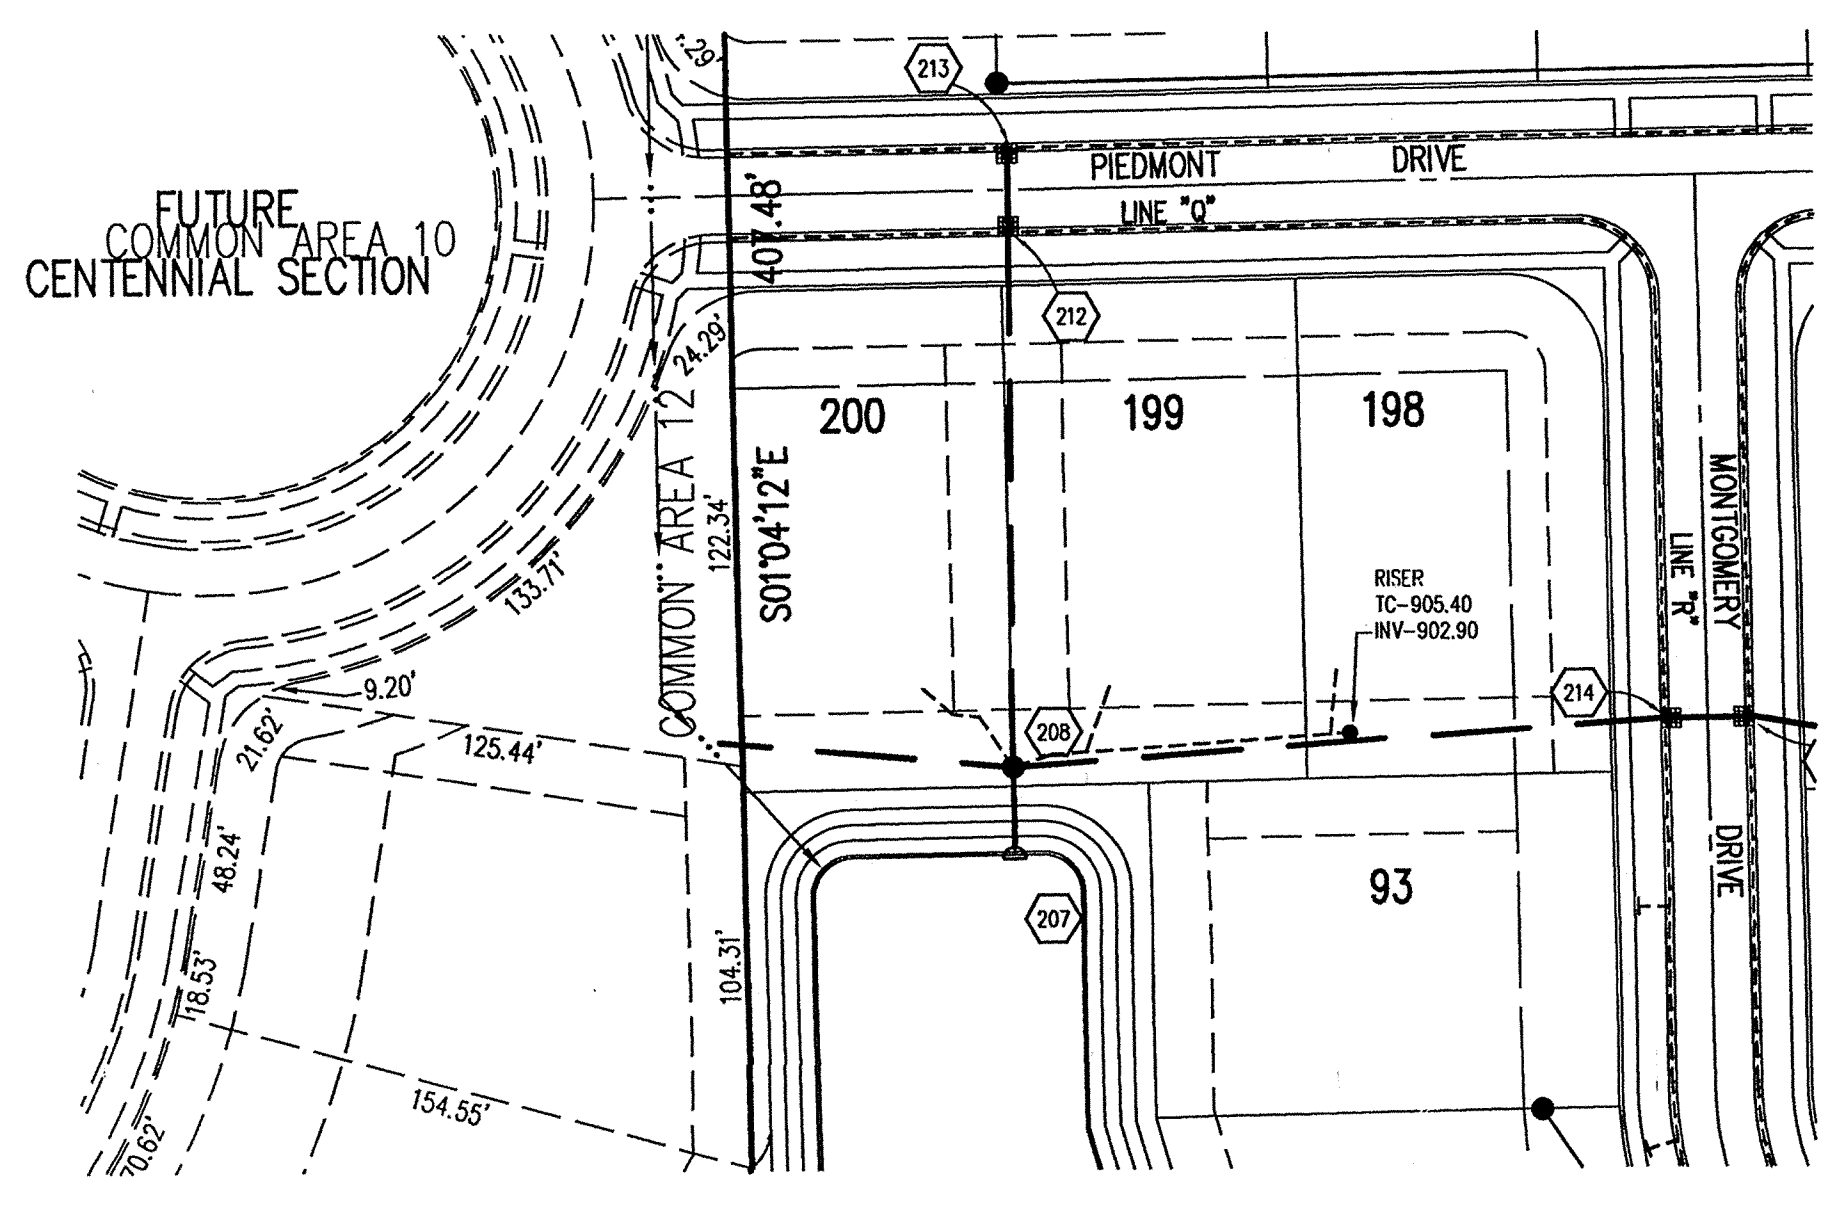 213
PIEDMONT DRIVE
LINE "Q"
407.48'
FUTURE
COMMON AREA 10
CENTENNIAL SECTION
212
24.29'
200
199
198
COMMON AREA 12
122.34'
S01°04'12"E
MONTGOMERY
DRIVE
LINE "R"
133.71'
RISER
TC-905.40
INV-902.90
9.20'
214
208
21.62'
125.44'
48.24'
93
207
18.53'
104.31'
154.55'
70.62'